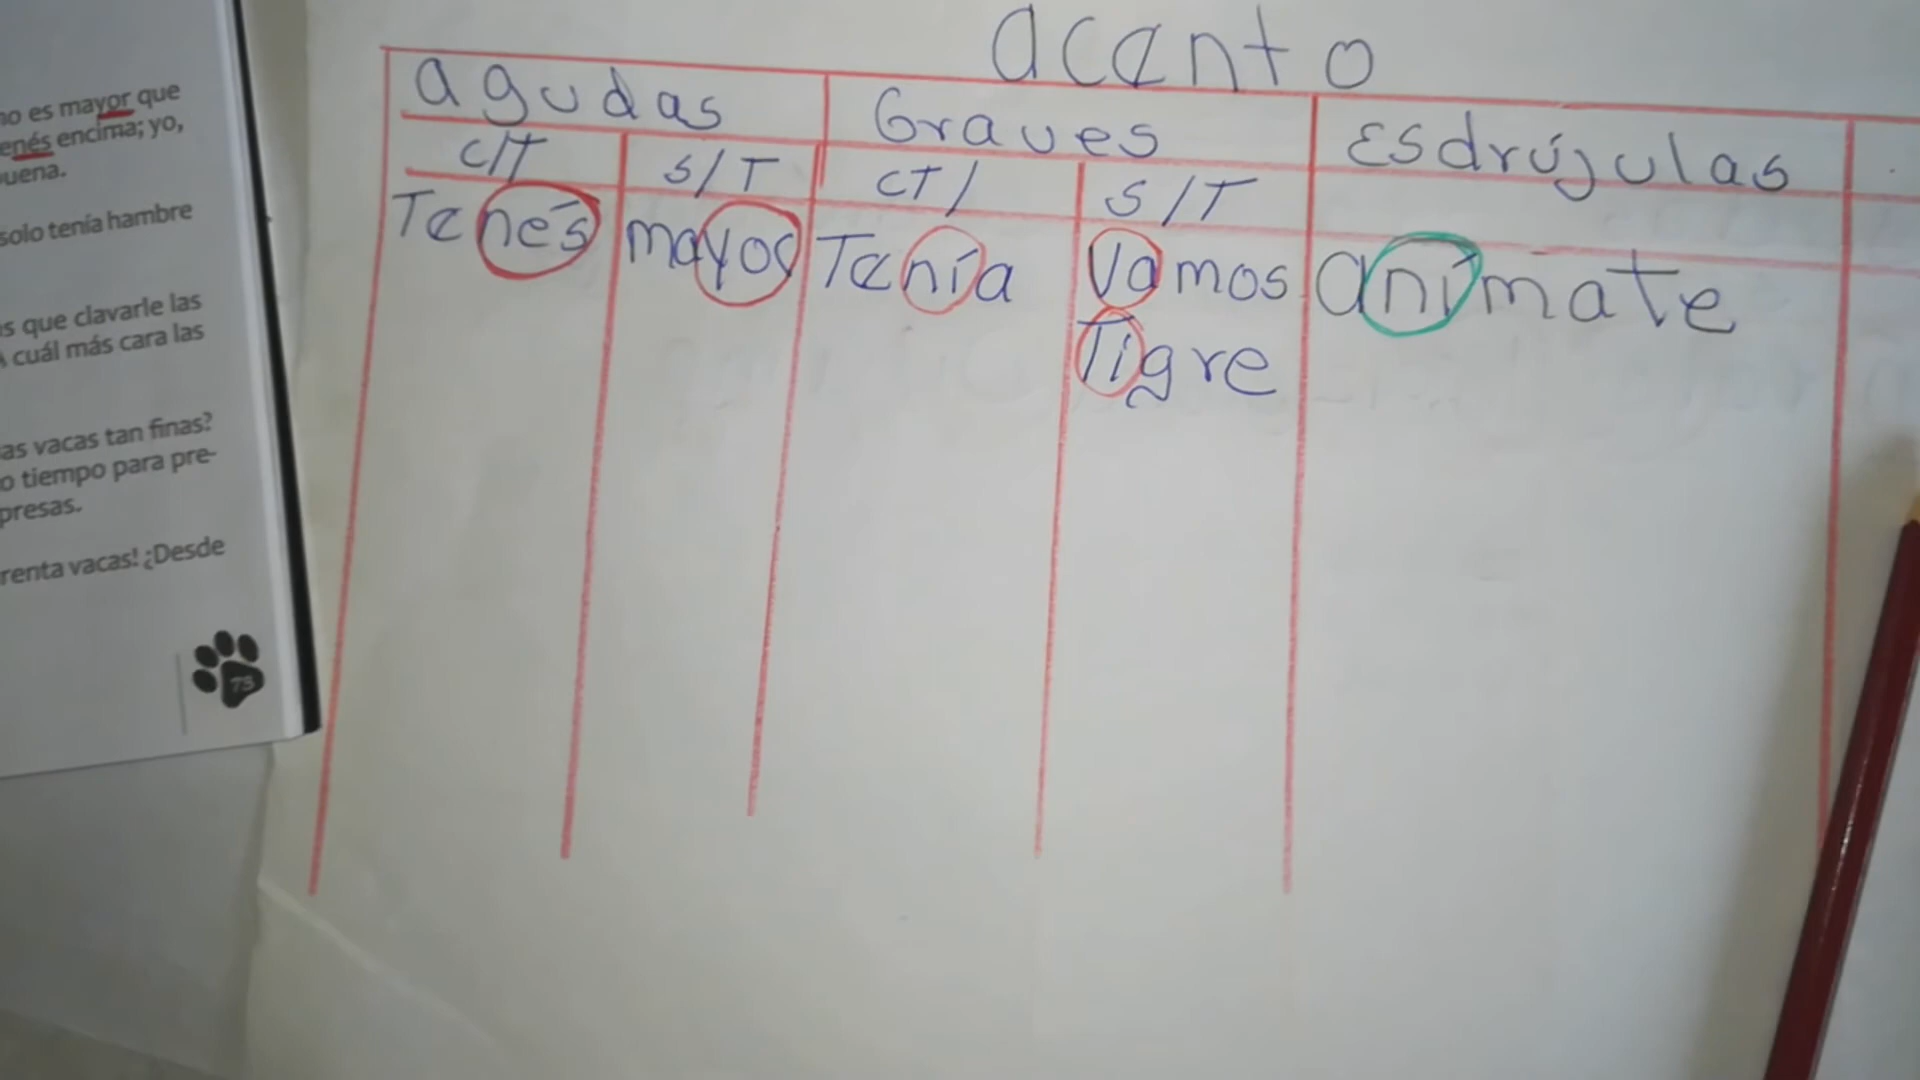 no es mayor que
enés encima; yo,
uena.
solo tenía hambre
s que clavarle las
A cuál más cara las
as vacas tan finas?
o tiempo para pre-
presas.
renta vacas! ¿Desde
73
acento
agudas Graves Esdrújulas
C/T S/T CT/ S/T
Tenés mayor Tenía Vamos anímate
Tigre